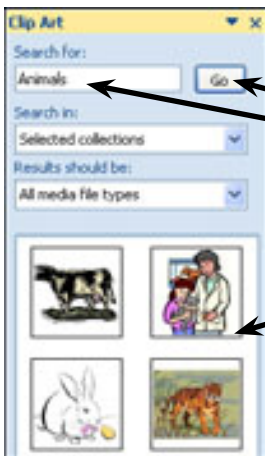 Clip Art
Search for:
Animals
Go
Search in:
Selected collections
Results should be:
All media file types